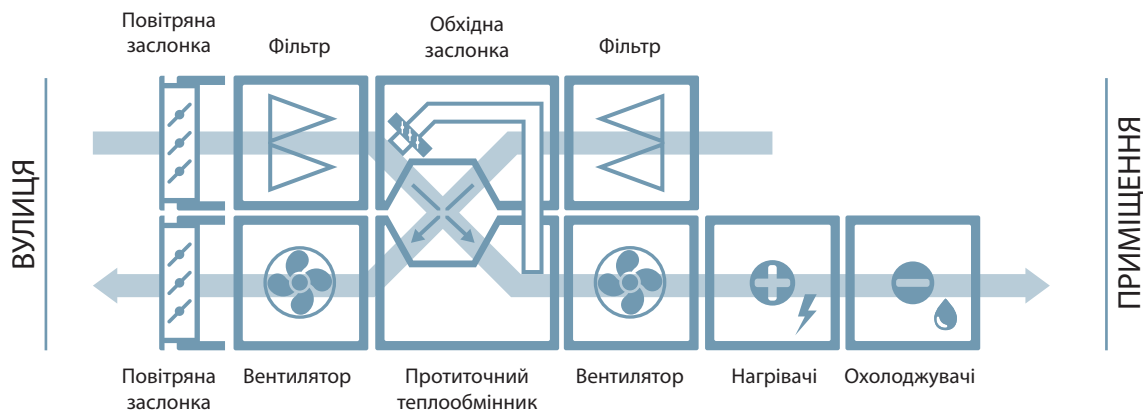 Повітряна
заслонка
Фільтр
Обхідна
заслонка
Фільтр
ВУЛИЦЯ
ПРИМІЩЕННЯ
Повітряна
заслонка
Вентилятор
Протиточний
теплообмінник
Вентилятор
Нагрівачі
Охолоджувачі